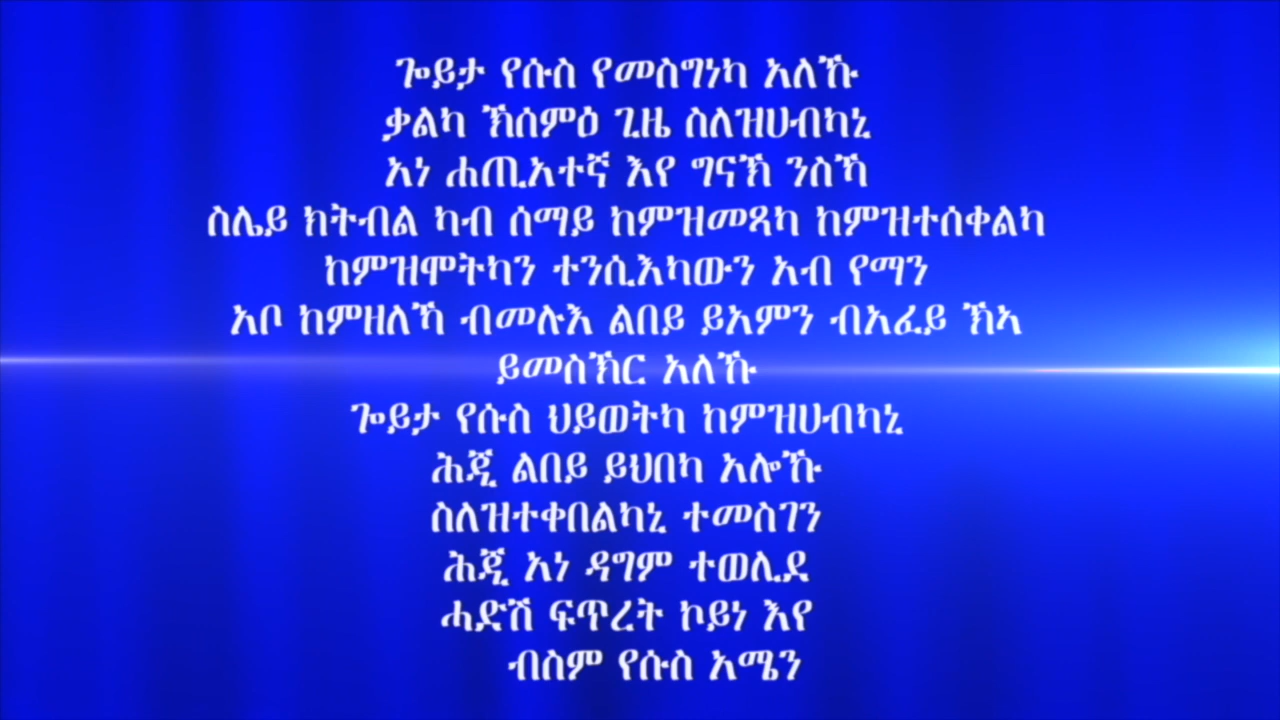 ጐይታ የሱስ የመስግነካ አለኹ
ቃልካ ኽሰምዕ ጊዜ ስለዝሀብካኒ
አነ ሐጢአተኛ እየ ግናኽ ንስኻ
ስሌይ ክትብል ካብ ሰማይ ከምዝመጻካ ከምዝተሰቀልካ
ከምዝሞትካን ተንሲእካውን አብ የማን
አቦ ከምዘለኻ ብመሉእ ልበይ ይአምን ብአፈይ ኽኣ
ይመስኽር አለኹ
ጐይታ የሱስ ህይወትካ ከምዝሀብካኒ
ሕጂ ልበይ ይህበካ አሎኹ
ስለዝተቀበልካኒ ተመስገን
ሕጂ አነ ዳግም ተወሊደ
ሓድሽ ፍጥረት ኮይነ እየ
ብስም የሱስ አሜን